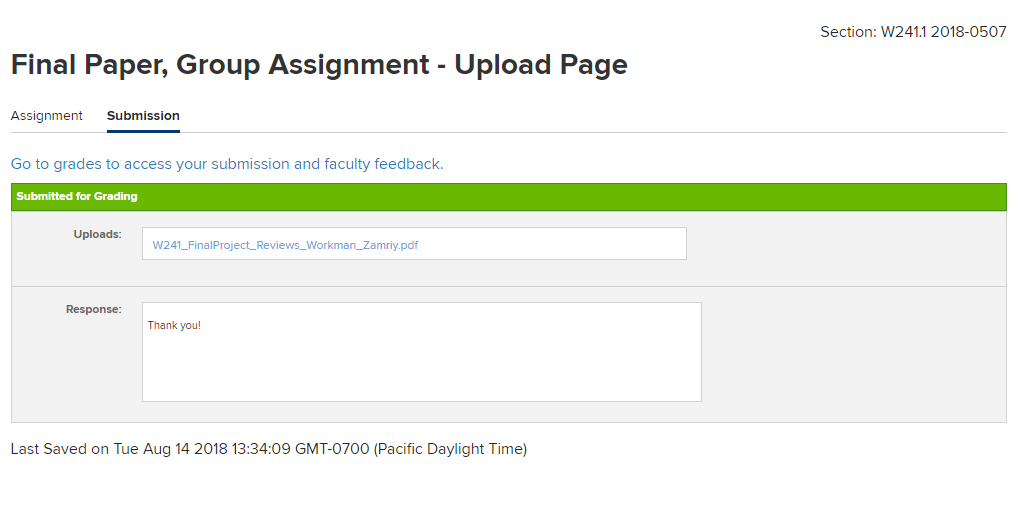 Section: W241.1 2018-0507
Final Paper, Group Assignment - Upload Page
Assignment Submission
Go to grades to access your submission and faculty feedback.
Submitted for Grading
Uploads: W241_FinalProject_Reviews_Workman_Zamriy.pdf
Response: Thank you!
Last Saved on Tue Aug 14 2018 13:34:09 GMT-0700 (Pacific Daylight Time)